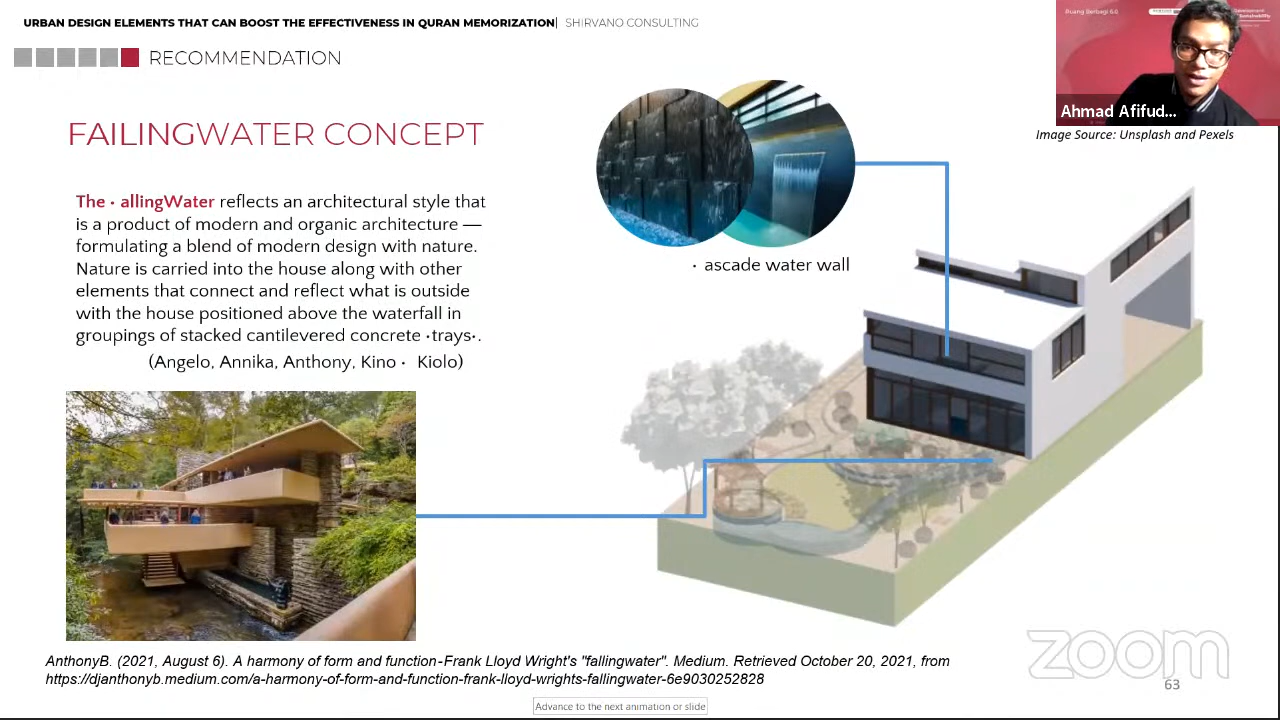 URBAN DESIGN ELEMENTS THAT CAN BOOST THE EFFECTIVENESS IN QURAN MEMORIZATION| SHIRVANO CONSULTING
RECOMMENDATION
Ruang Berbagi 6.0
Ahmad Afifud...
Image Source: Unsplash and Pexels
FAILINGWATER CONCEPT
The · allingWater reflects an architectural style that
is a product of modern and organic architecture —
formulating a blend of modern design with nature.
Nature is carried into the house along with other
elements that connect and reflect what is outside
with the house positioned above the waterfall in
groupings of stacked cantilevered concrete ·trays·.
(Angelo, Annika, Anthony, Kino · Kiolo)
· ascade water wall
AnthonyB. (2021, August 6). A harmony of form and function-Frank Lloyd Wright's "fallingwater". Medium. Retrieved October 20, 2021, from
https://djanthonyb.medium.com/a-harmony-of-form-and-function-frank-lloyd-wrights-fallingwater-6e9030252828
zoom
63
Advance to the next animation or slide